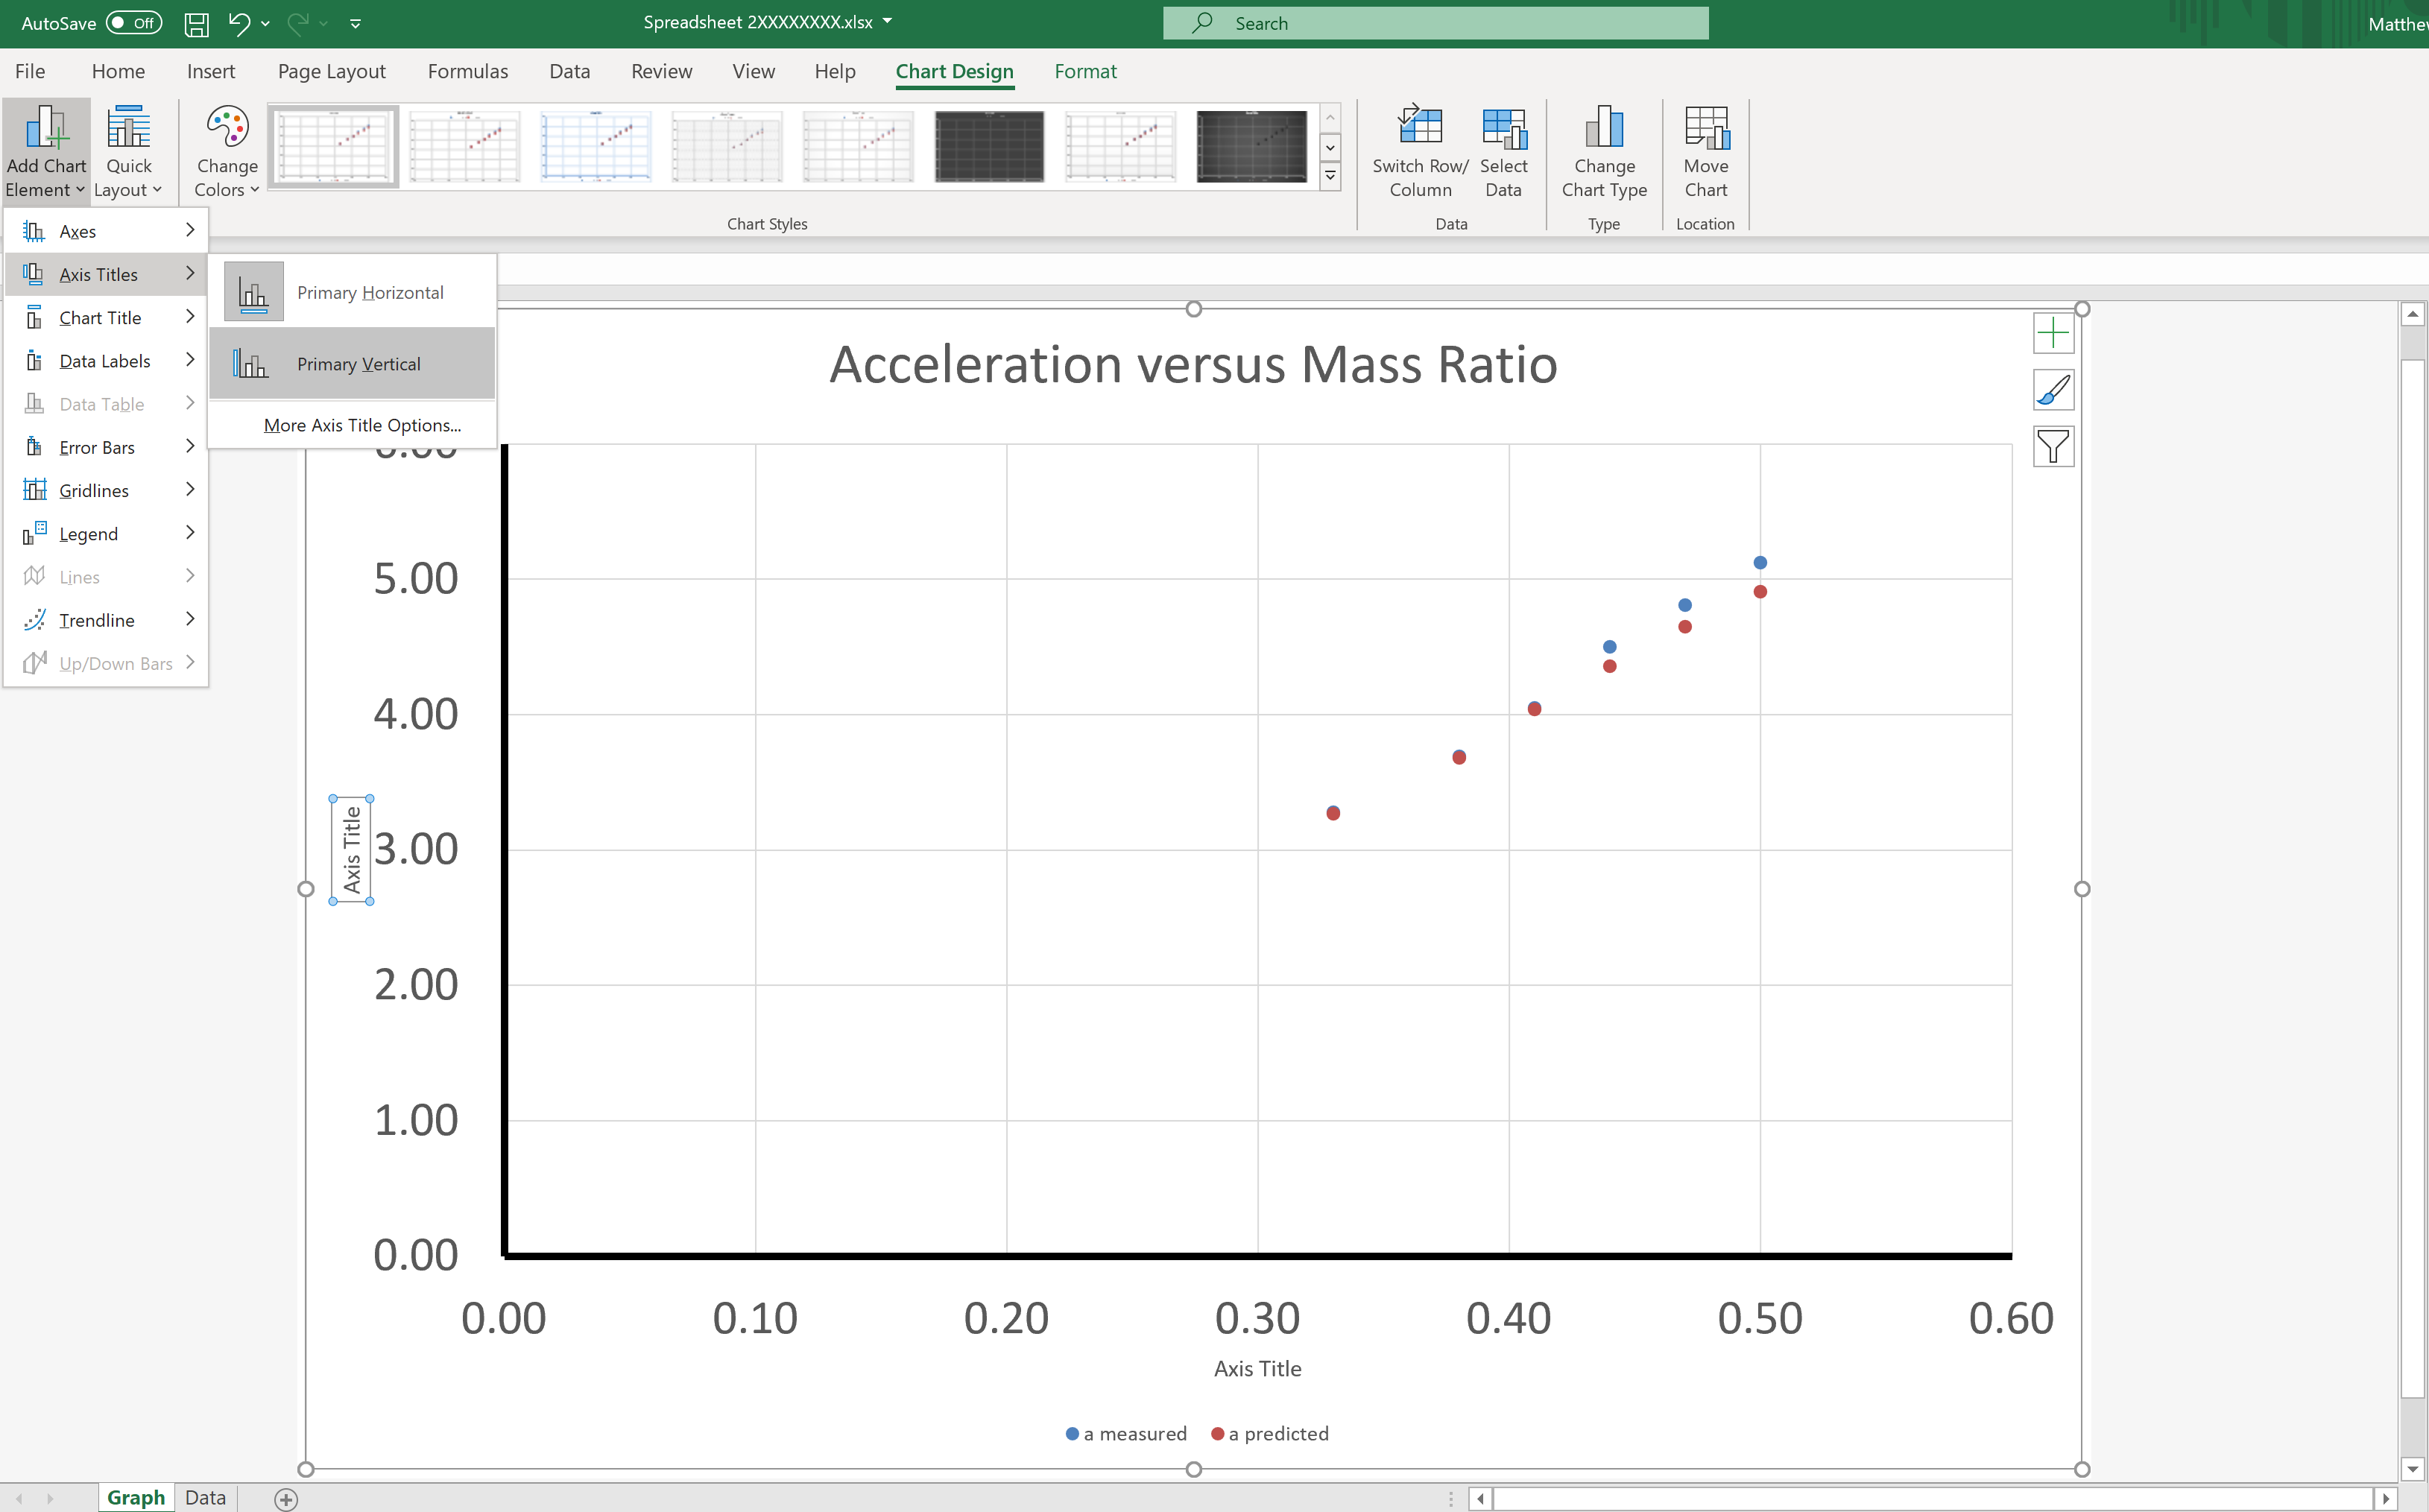 AutoSave Off
Spreadsheet 2XXXXXXXX.xlsx
Search
Matthew
File Home Insert Page Layout Formulas Data Review View Help Chart Design Format
Add Chart Element
Quick Layout
Change Colors
Switch Row/ Column
Select Data
Change Chart Type
Move Chart
Chart Styles
Data
Type
Location
Axes
Axis Titles
Chart Title
Data Labels
Data Table
Error Bars
Gridlines
Legend
Lines
Trendline
Up/Down Bars
Primary Horizontal
Primary Vertical
More Axis Title Options...
Acceleration versus Mass Ratio
5.00
4.00
3.00
2.00
1.00
0.00
Axis Title
0.00 0.10 0.20 0.30 0.40 0.50 0.60
Axis Title
a measured a predicted
Graph Data